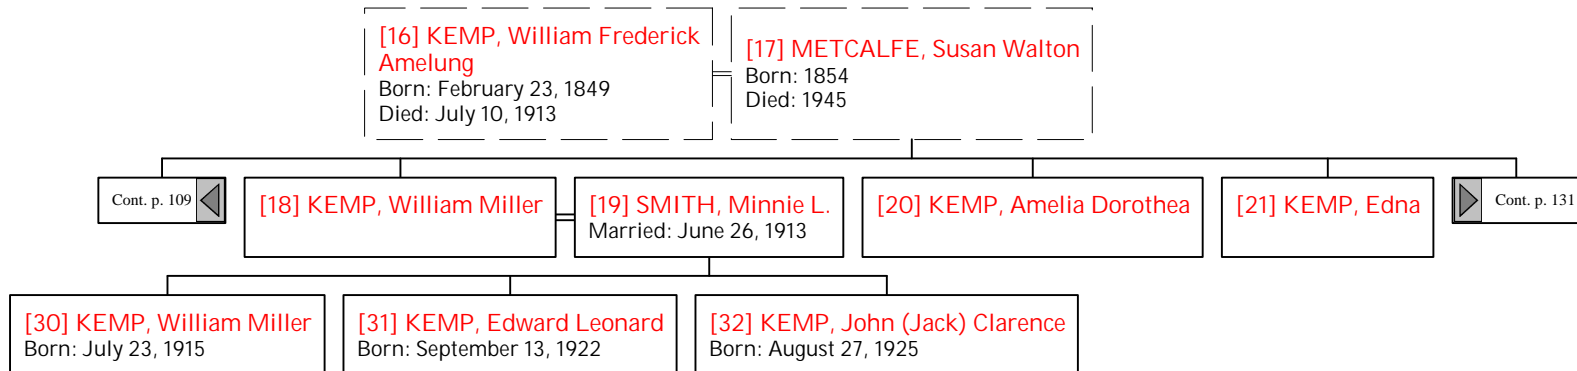 [16] KEMP, William Frederick
Amelung
Born: February 23, 1849
Died: July 10, 1913
[17] METCALFE, Susan Walton
Born: 1854
Died: 1945
Cont. p. 109
[18] KEMP, William Miller
[19] SMITH, Minnie L.
Married: June 26, 1913
[20] KEMP, Amelia Dorothea
[21] KEMP, Edna
Cont. p. 131
[30] KEMP, William Miller
Born: July 23, 1915
[31] KEMP, Edward Leonard
Born: September 13, 1922
[32] KEMP, John (Jack) Clarence
Born: August 27, 1925